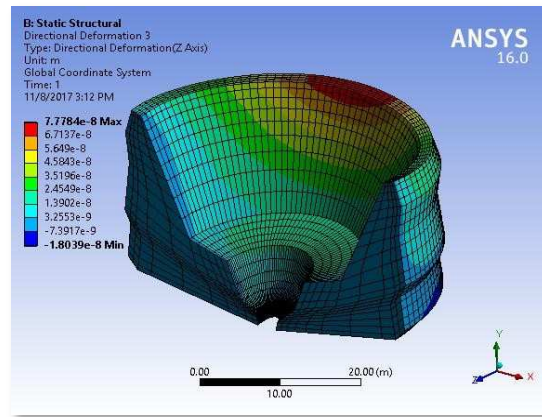 B: Static Structural
Directional Deformation 3
Type: Directional Deformation(Z Axis)
Unit: m
Global Coordinate System
Time: 1
11/8/2017 3:12 PM
ANSYS
16.0
7.7784e-8 Max
6.7137e-8
5.649e-8
4.5843e-8
3.5196e-8
2.4549e-8
1.3902e-8
3.2553e-9
-7.3917e-9
-1.8039e-8 Min
0.00
20.00 (m)
10.00
Y
Z
X